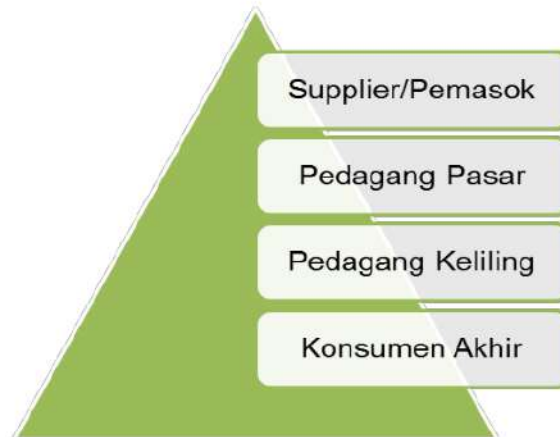 Supplier/Pemasok
Pedagang Pasar
Pedagang Keliling
Konsumen Akhir